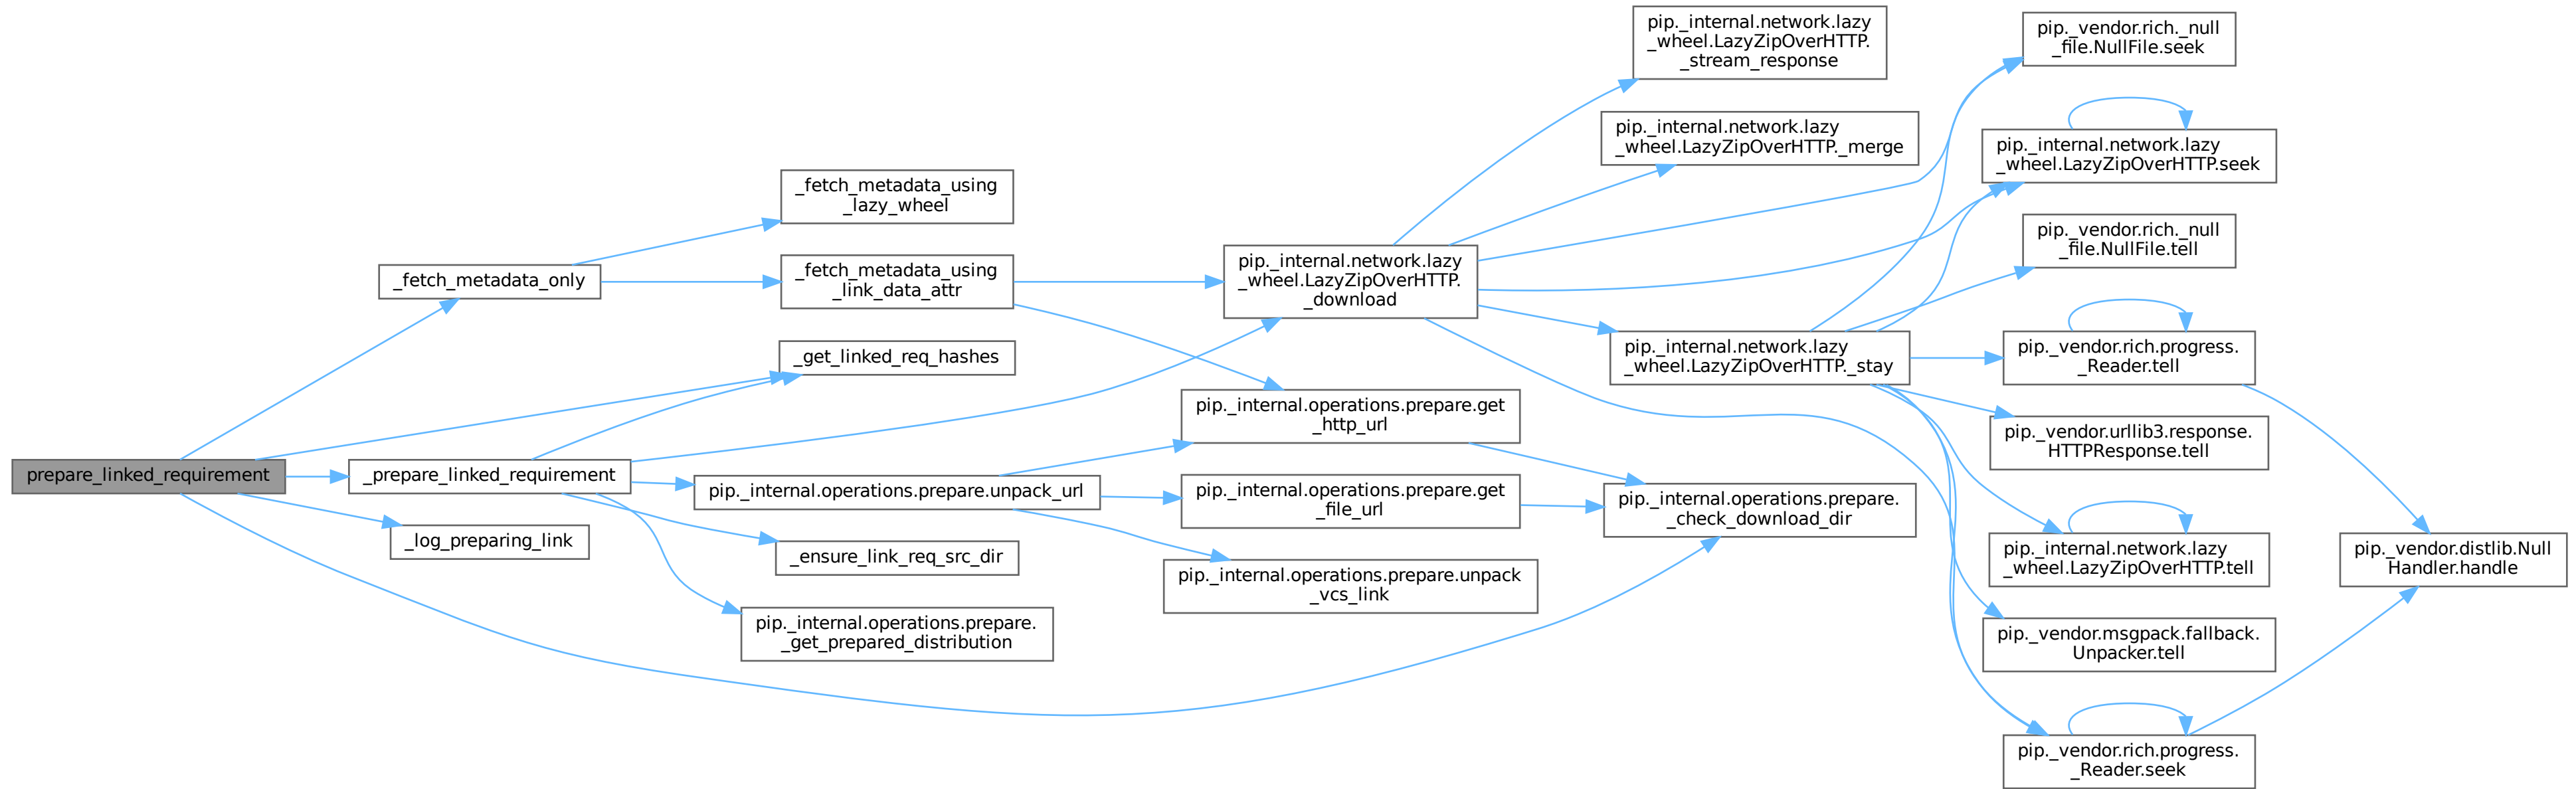 prepare_linked_requirement
_fetch_metadata_only
_prepare_linked_requirement
_log_preparing_link
_fetch_metadata_using
_lazy_wheel
_fetch_metadata_using
_link_data_attr
_get_linked_req_hashes
pip._internal.operations.prepare.unpack_url
_ensure_link_req_src_dir
pip._internal.operations.prepare.
_get_prepared_distribution
pip._internal.network.lazy
_wheel.LazyZipOverHTTP.
_download
pip._internal.operations.prepare.get
_http_url
pip._internal.operations.prepare.get
_file_url
pip._internal.operations.prepare.unpack
_vcs_link
pip._internal.network.lazy
_wheel.LazyZipOverHTTP.
_stream_response
pip._internal.network.lazy
_wheel.LazyZipOverHTTP._merge
pip._internal.network.lazy
_wheel.LazyZipOverHTTP._stay
pip._internal.operations.prepare.
_check_download_dir
pip._vendor.rich._null
_file.NullFile.seek
pip._internal.network.lazy
_wheel.LazyZipOverHTTP.seek
pip._vendor.rich._null
_file.NullFile.tell
pip._vendor.rich.progress.
_Reader.tell
pip._vendor.urllib3.response.
HTTPResponse.tell
pip._internal.network.lazy
_wheel.LazyZipOverHTTP.tell
pip._vendor.msgpack.fallback.
Unpacker.tell
pip._vendor.rich.progress.
_Reader.seek
pip._vendor.distlib.Null
Handler.handle